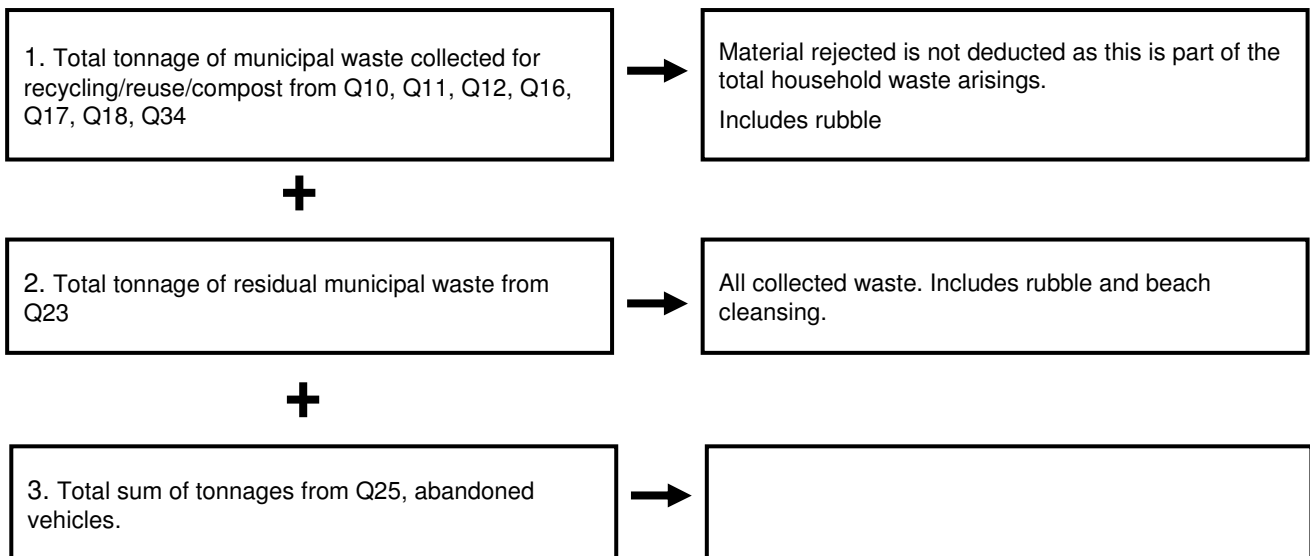 1. Total tonnage of municipal waste collected for
recycling/reuse/compost from Q10, Q11, Q12, Q16,
Q17, Q18, Q34
Material rejected is not deducted as this is part of the
total household waste arisings.
Includes rubble
+
2. Total tonnage of residual municipal waste from
Q23
All collected waste. Includes rubble and beach
cleansing.
+
3. Total sum of tonnages from Q25, abandoned
vehicles.